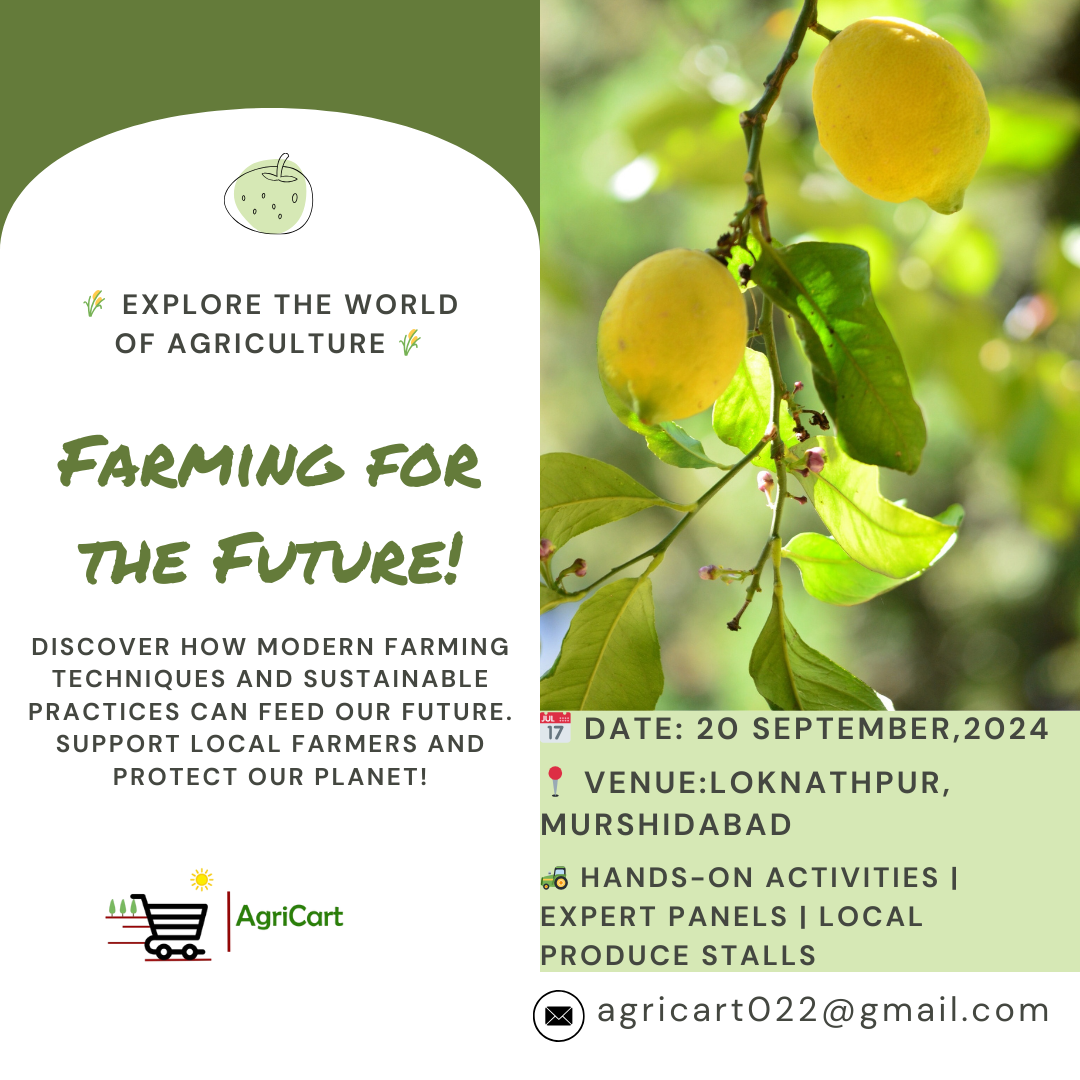 🌾 EXPLORE THE WORLD
OF AGRICULTURE 🌾
FARMING FOR
THE FUTURE!
DISCOVER HOW MODERN FARMING
TECHNIQUES AND SUSTAINABLE
PRACTICES CAN FEED OUR FUTURE.
SUPPORT LOCAL FARMERS AND
PROTECT OUR PLANET!
AgriCart
📅 DATE: 20 SEPTEMBER,2024
📍 VENUE:LOKNATHPUR,
MURSHIDABAD
🚜 HANDS-ON ACTIVITIES |
EXPERT PANELS | LOCAL
PRODUCE STALLS
agricart022@gmail.com